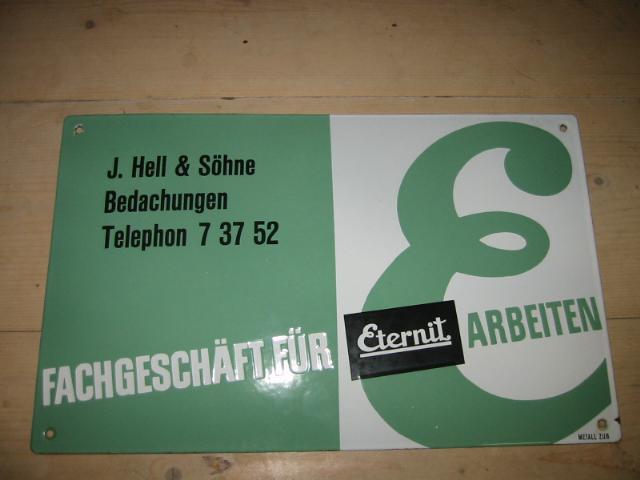 J. Hell & Söhne
Bedachungen
Telephon 7 37 52
FACHGESCHÄFT FÜR Eternit ARBEITEN
METALL ZUG